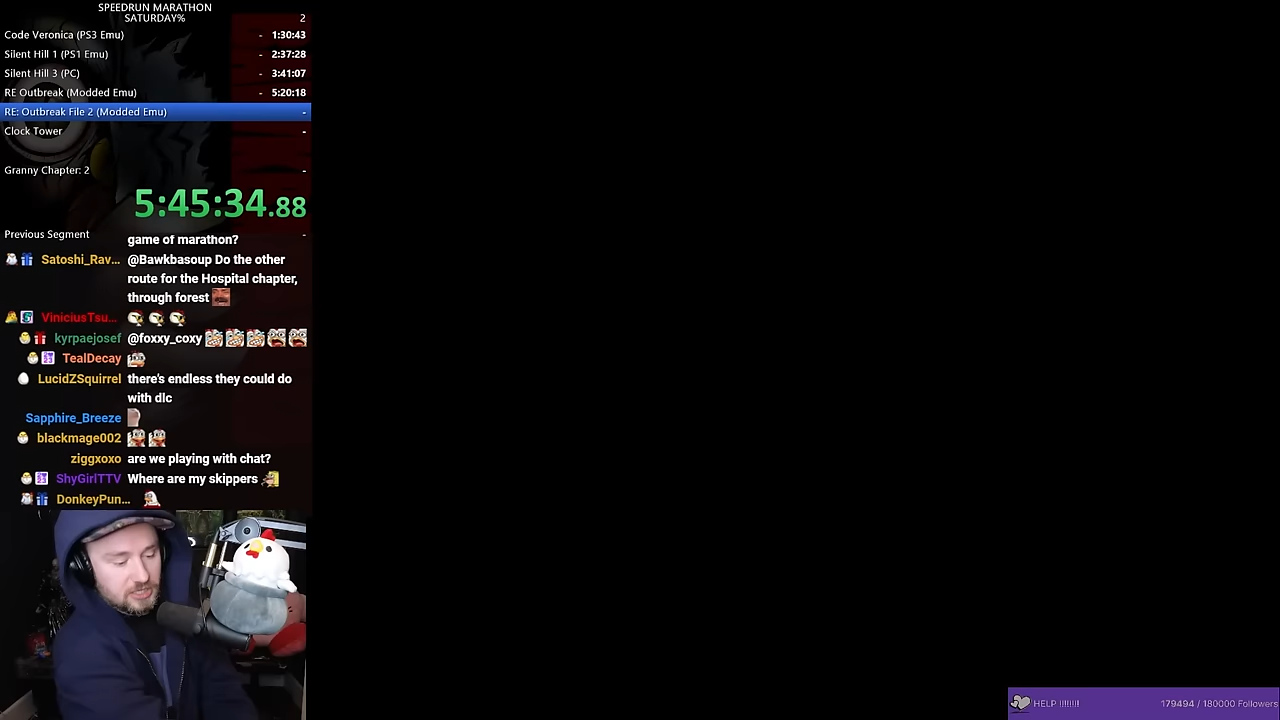 SPEEDRUN MARATHON
SATURDAY%
2
Code Veronica (PS3 Emu) - 1:30:43
Silent Hill 1 (PS1 Emu) - 2:37:28
Silent Hill 3 (PC) - 3:41:07
RE Outbreak (Modded Emu) - 5:20:18
RE: Outbreak File 2 (Modded Emu) -
Clock Tower -
Granny Chapter: 2 -
5:45:34.88
Previous Segment -
game of marathon?
Satoshi_Rav... @Bawkbasoup Do the other
route for the Hospital chapter,
through forest
ViniciusTsu...
kyrpaejosef @foxxy_coxy
TealDecay
LucidZSquirrel there's endless they could do
with dlc
Sapphire_Breeze
blackmage002
ziggxoxo are we playing with chat?
ShyGirlTTV Where are my skippers
DonkeyPun...
HELP !!!!!!! 179494 / 180000 Followers